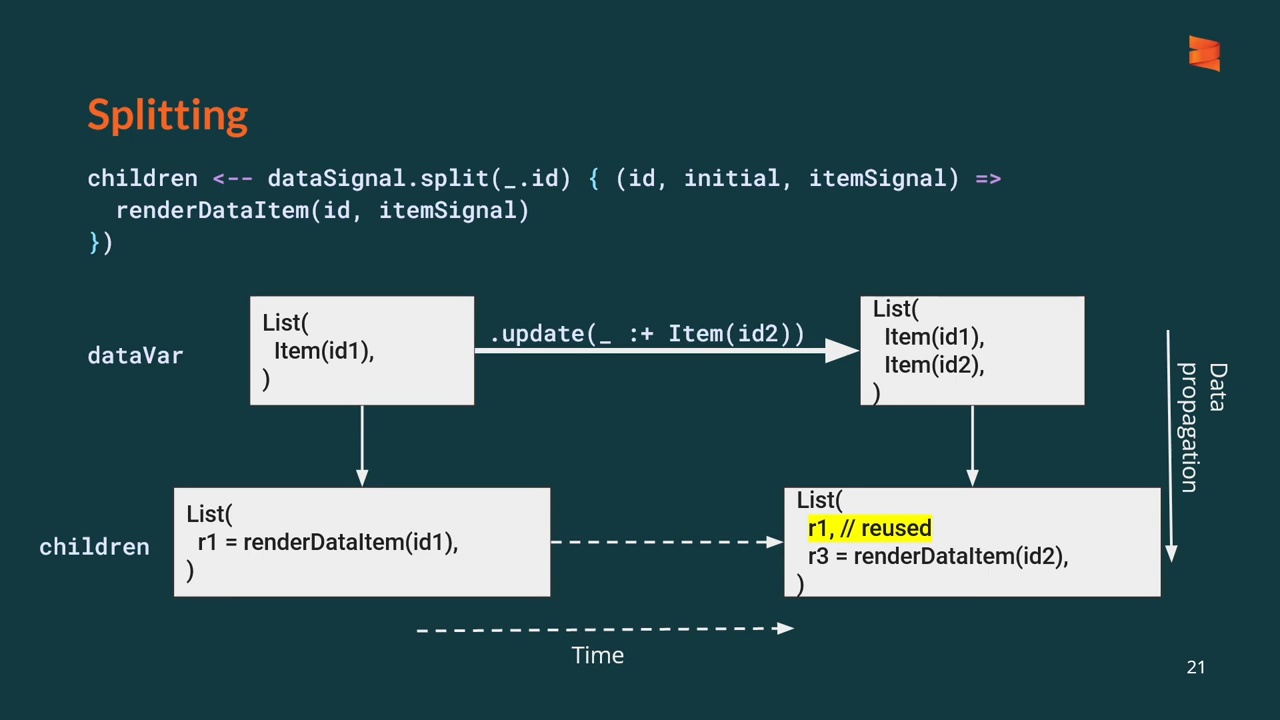 Splitting
children <-- dataSignal.split(_.id) { (id, initial, itemSignal) =>
  renderDataItem(id, itemSignal)
})
dataVar
List(
  Item(id1),
)
.update(_ :+ Item(id2))
List(
  Item(id1),
  Item(id2),
)
Data
propagation
children
List(
  r1 = renderDataItem(id1),
)
List(
  r1, // reused
  r3 = renderDataItem(id2),
)
Time
21